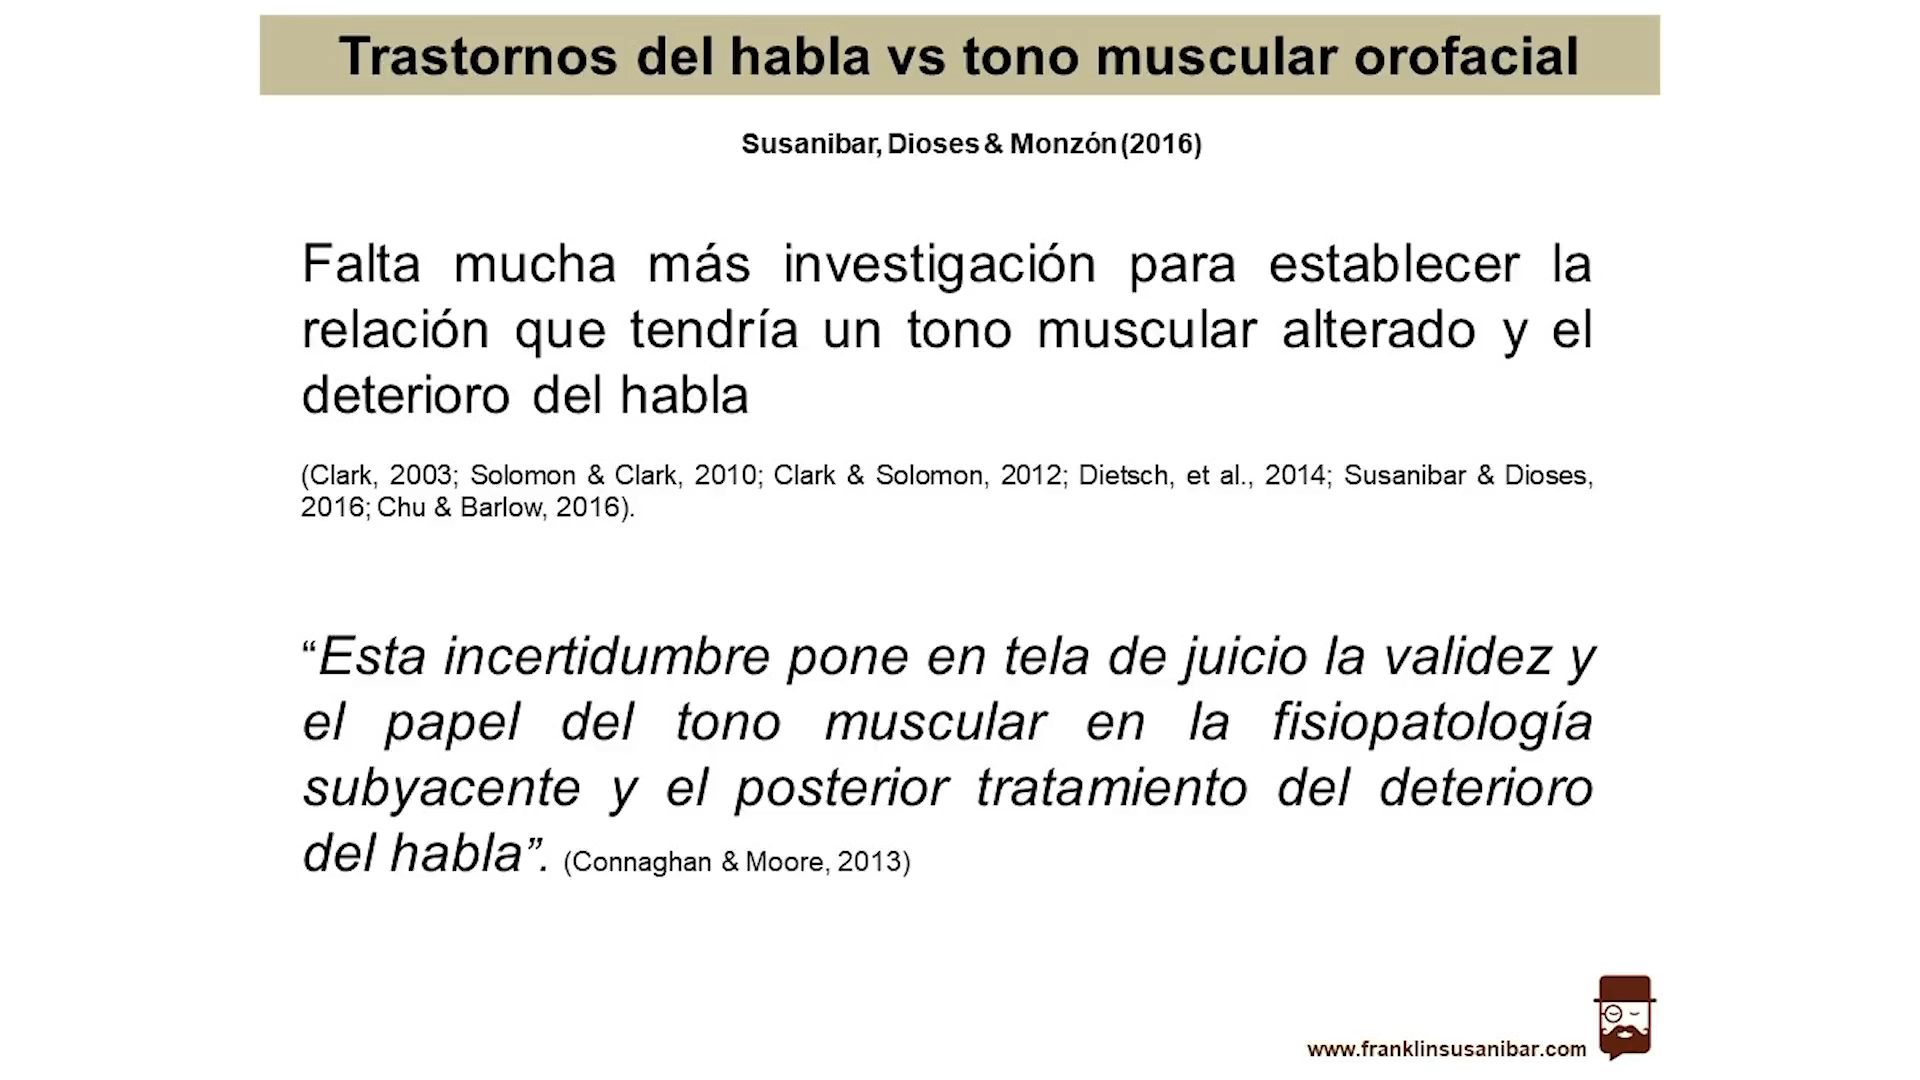 Trastornos del habla vs tono muscular orofacial
Susanibar, Dioses & Monzón (2016)
Falta mucha más investigación para establecer la
relación que tendría un tono muscular alterado y el
deterioro del habla
(Clark, 2003; Solomon & Clark, 2010; Clark & Solomon, 2012; Dietsch, et al., 2014; Susanibar & Dioses,
2016; Chu & Barlow, 2016).
“Esta incertidumbre pone en tela de juicio la validez y
el papel del tono muscular en la fisiopatología
subyacente y el posterior tratamiento del deterioro
del habla”. (Connaghan & Moore, 2013)
www.franklinsusanibar.com